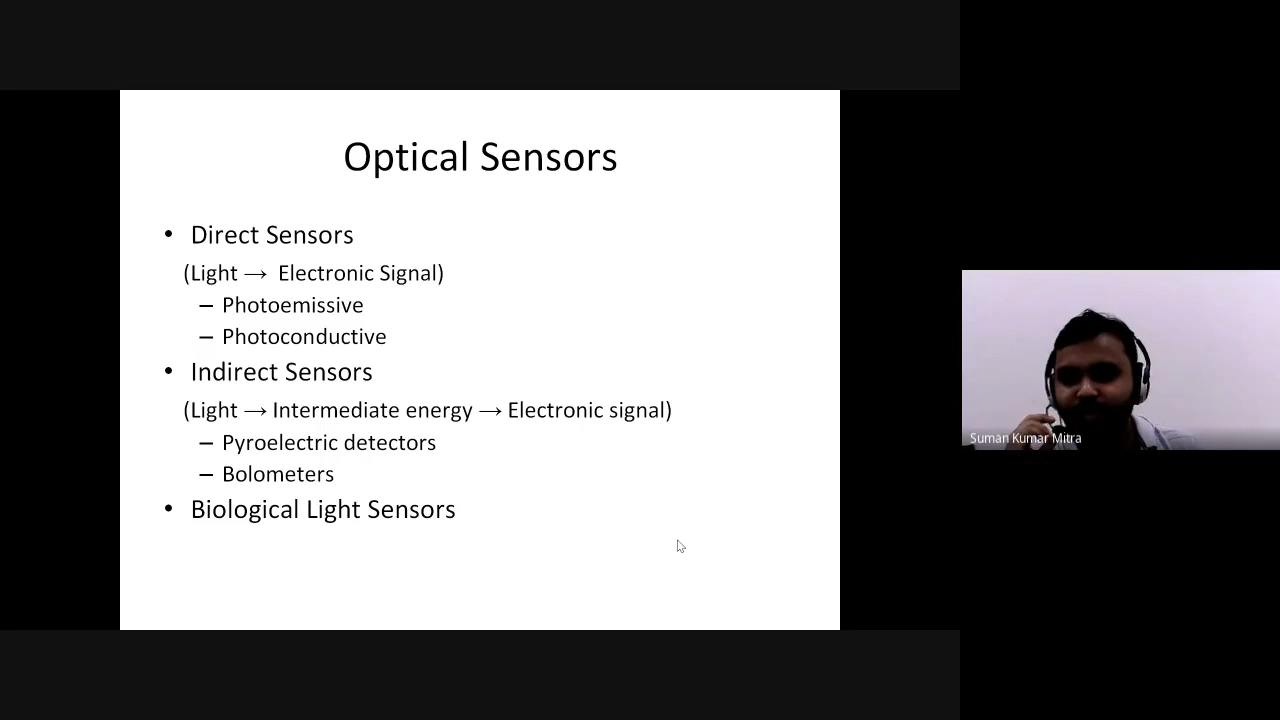 Optical Sensors
• Direct Sensors
(Light → Electronic Signal)
– Photoemissive
– Photoconductive
• Indirect Sensors
(Light → Intermediate energy → Electronic signal)
– Pyroelectric detectors
– Bolometers
• Biological Light Sensors
Suman Kumar Mitra